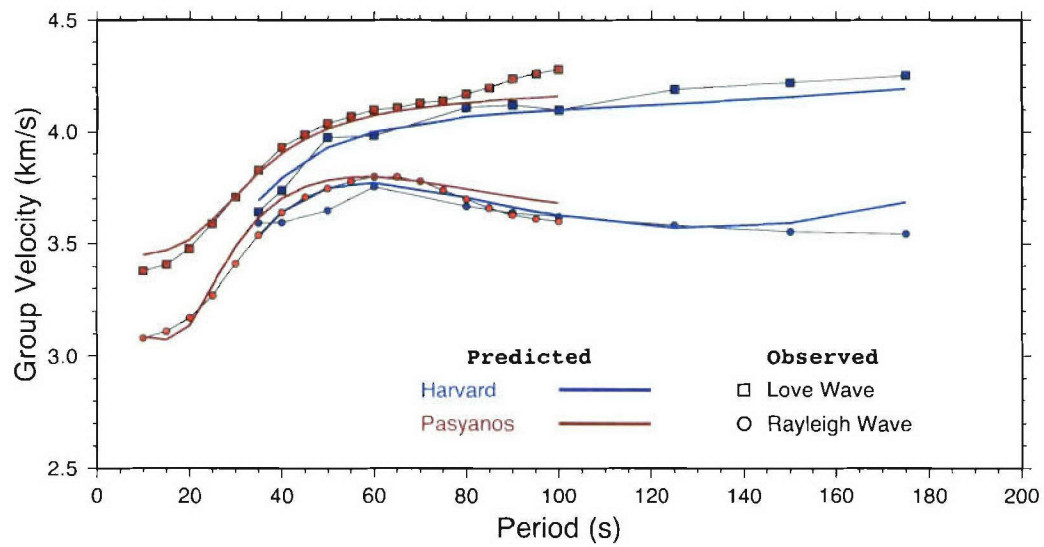 Group Velocity (km/s)
4.5
4.0
3.5
3.0
2.5
Predicted Observed
Harvard Love Wave
Pasyanos Rayleigh Wave
0 20 40 60 80 100 120 140 160 180 200
Period (s)